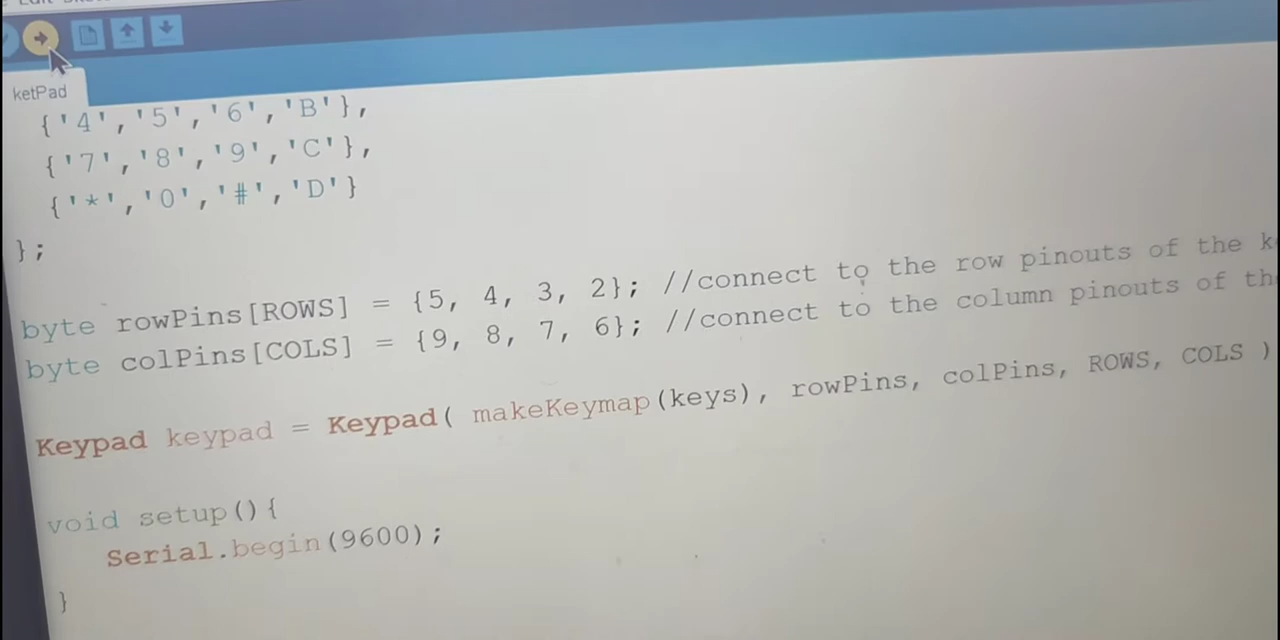 ketPad
{'4','5','6','B'},
{'7','8','9','C'},
{'*','0','#','D'}
};
byte rowPins[ROWS] = {5, 4, 3, 2}; //connect to the row pinouts of the
byte colPins[COLS] = {9, 8, 7, 6}; //connect to the column pinouts of
Keypad keypad = Keypad( makeKeymap(keys), rowPins, colPins, ROWS, COLS )
void setup(){
Serial.begin(9600);
}